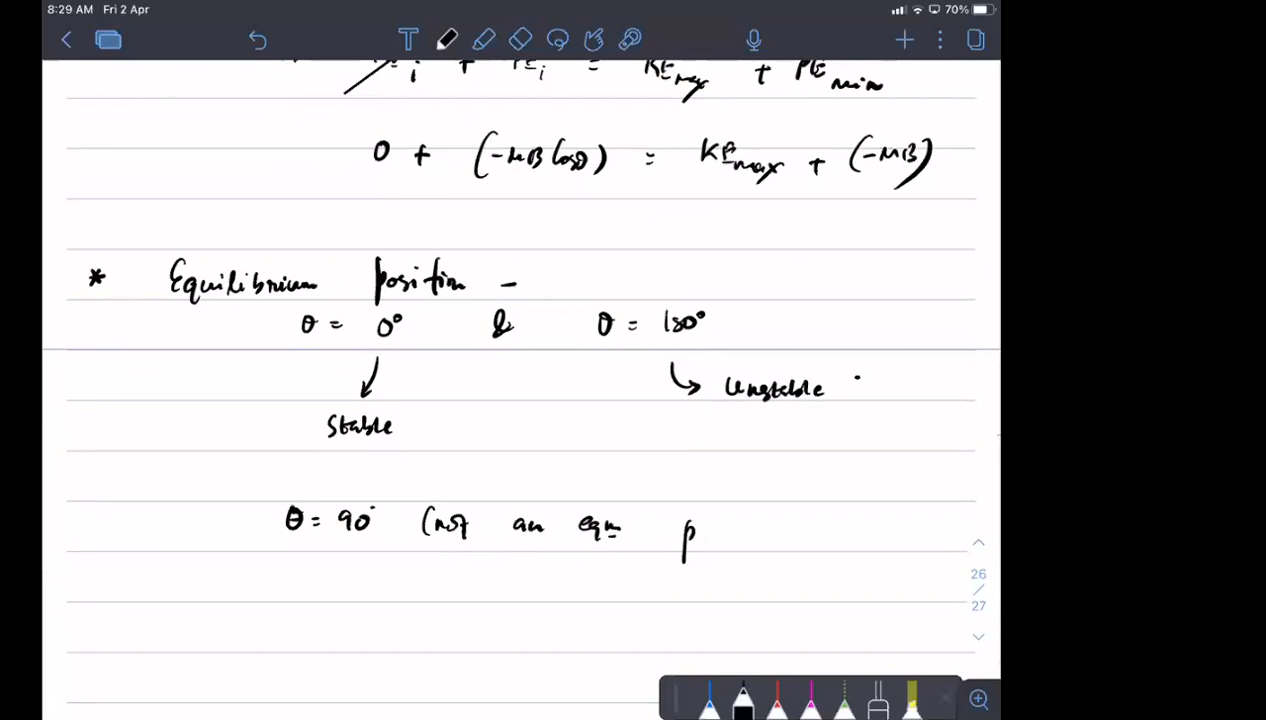 8:29 AM Fri 2 Apr 70%
i + PEi = KEmax + PEmin
0 + (-MB cosθ) = KEmax + (-MB)
* Equilibrium position -
θ = 0° & θ = 180°
Unstable
Stable
θ = 90° (not an eqm p
26
/
27